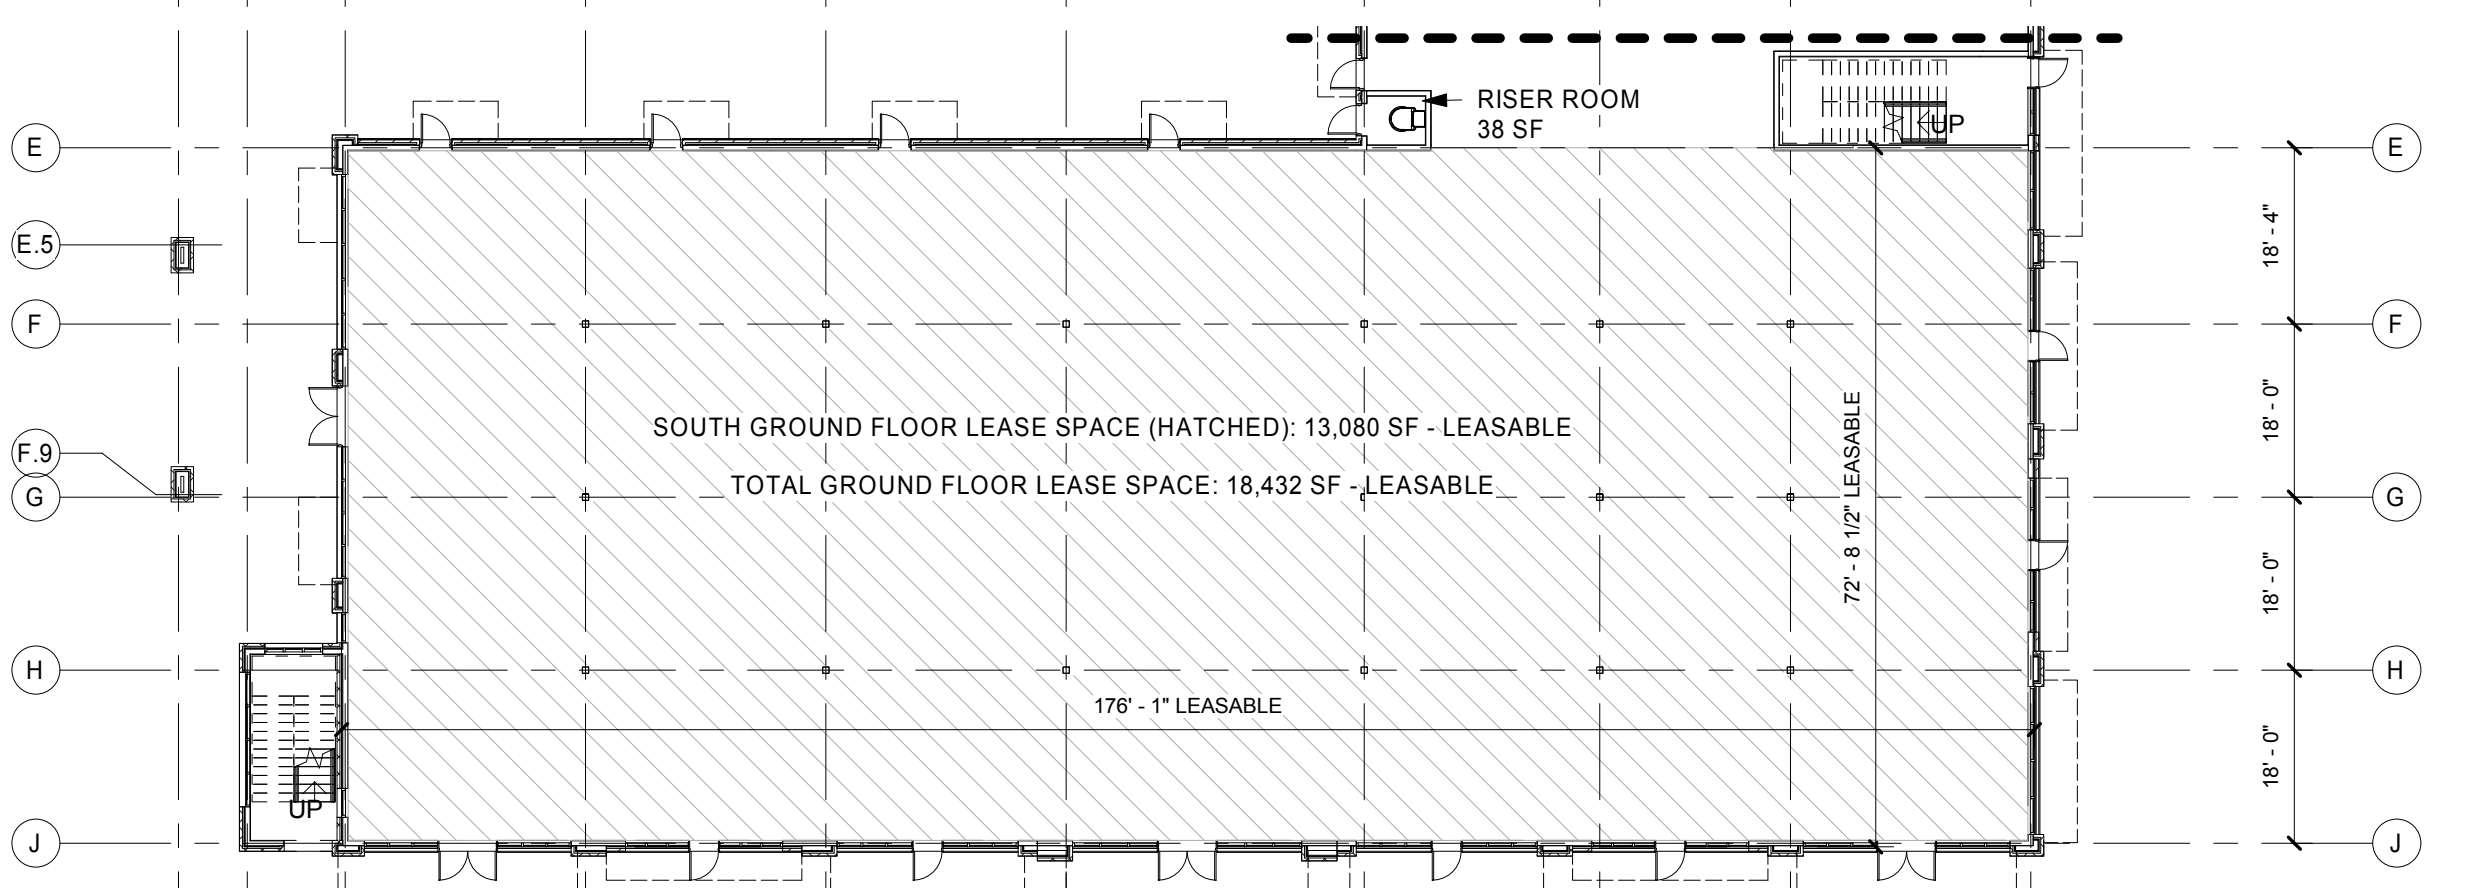 RISER ROOM
38 SF
UP
E
E
18' - 4"
E.5
F
F
18' - 0"
SOUTH GROUND FLOOR LEASE SPACE (HATCHED): 13,080 SF - LEASABLE
72' - 8 1/2" LEASABLE
F.9
TOTAL GROUND FLOOR LEASE SPACE: 18,432 SF - LEASABLE
G
G
18' - 0"
H
H
176' - 1" LEASABLE
18' - 0"
UP
J
J